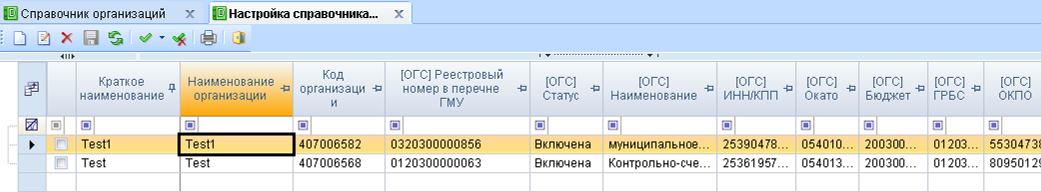 Справочник организаций
Настройка справочника...
Краткое наименование
Наименование организации
Код организаци и
[ОГС] Реестровый номер в перечне ГМУ
[ОГС] Статус
[ОГС] Наименование
[ОГС] ИНН/КПП
[ОГС] Окато
[ОГС] Бюджет
[ОГС] ГРБС
[ОГС] ОКПО
Test1 Test1 407006582 0320300000856 Включена муниципальное... 25390478... 054010... 200300... 01203... 55304738
Test Test 407006568 0120300000063 Включена Контрольно-сче... 25361957... 054013... 200300... 01203... 80950129